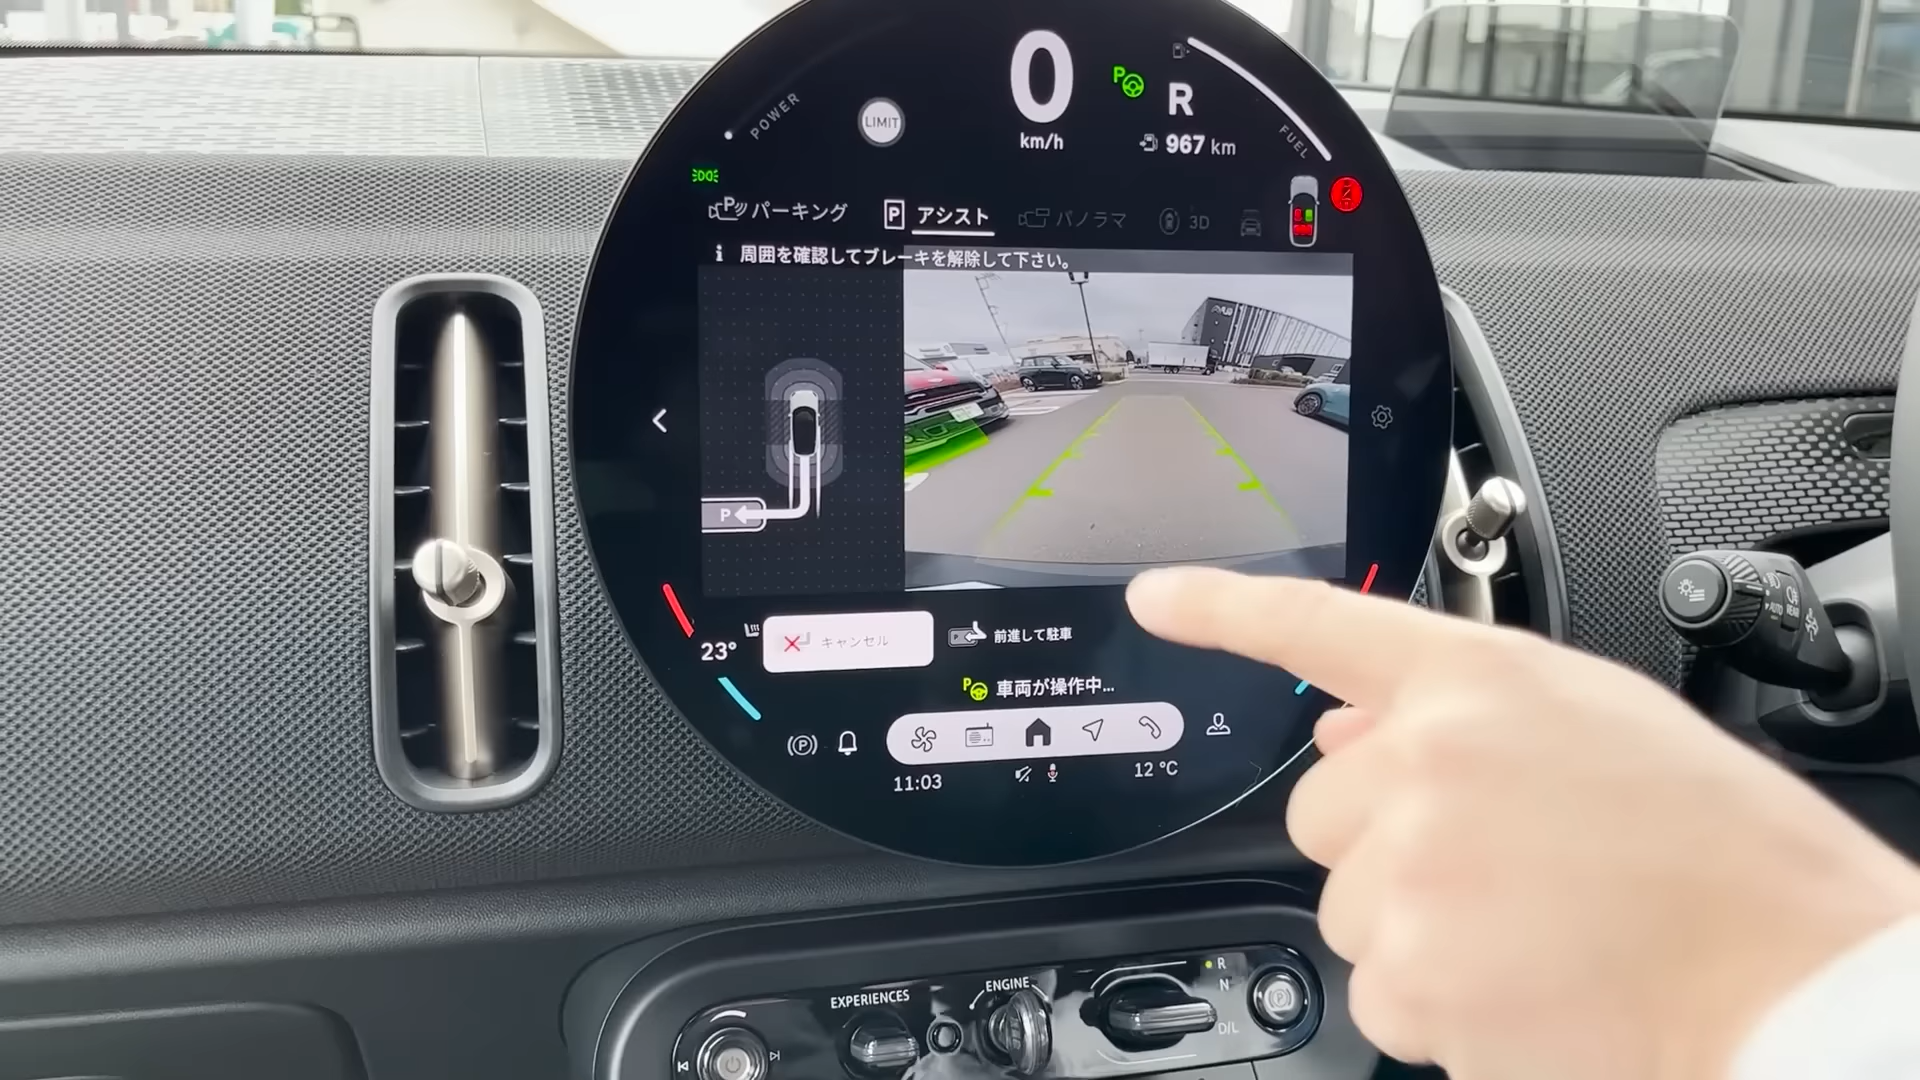 POWER
LIMIT
0
km/h
P
R
967 km
FUEL
パーキング
P アシスト
パノラマ
3D
周囲を確認してブレーキを解除して下さい。
P
23°
キャンセル
前進して駐車
P 車両が操作中...
11:03
12 °C
EXPERIENCES
ENGINE
R
N
D/L
P
AUTO
REAR